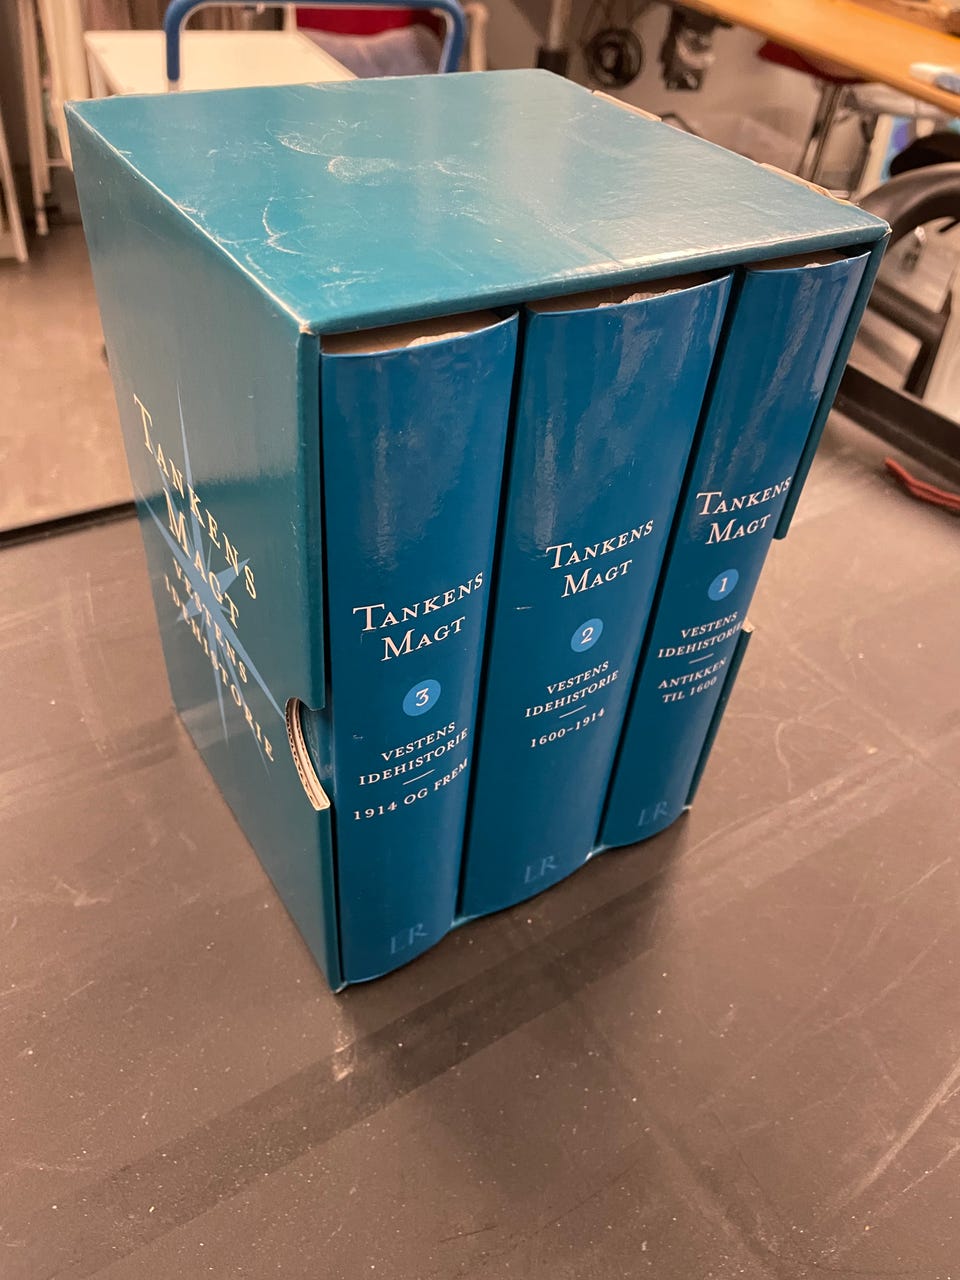 TANKENS
MAGT
VESTENS
IDEHISTORIE
TANKENS
MAGT
3
VESTENS
IDEHISTORIE
1914 OG FREM
LR
TANKENS
MAGT
2
VESTENS
IDEHISTORIE
1600-1914
LR
TANKENS
MAGT
1
VESTENS
IDEHISTORIE
ANTIKKEN
TIL 1600
LR